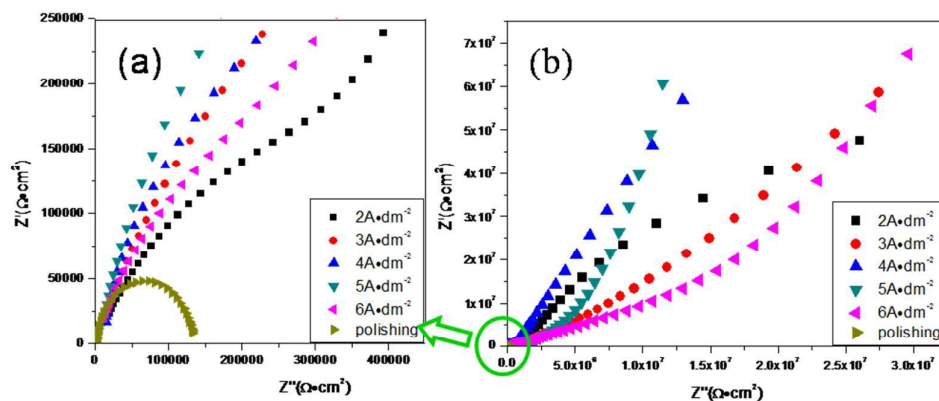 (a)
250000
200000
150000
100000
50000
0
Z'(Ω•cm²)
0 100000 200000 300000 400000
Z''(Ω•cm²)
2A•dm⁻²
3A•dm⁻²
4A•dm⁻²
5A•dm⁻²
6A•dm⁻²
polishing
(b)
7x10⁷
6x10⁷
5x10⁷
4x10⁷
3x10⁷
2x10⁷
1x10⁷
0
Z'(Ω•cm²)
0.0 5.0x10⁶ 1.0x10⁷ 1.5x10⁷ 2.0x10⁷ 2.5x10⁷ 3.0x10⁷
Z''(Ω•cm²)
2A•dm⁻²
3A•dm⁻²
4A•dm⁻²
5A•dm⁻²
6A•dm⁻²
polishing